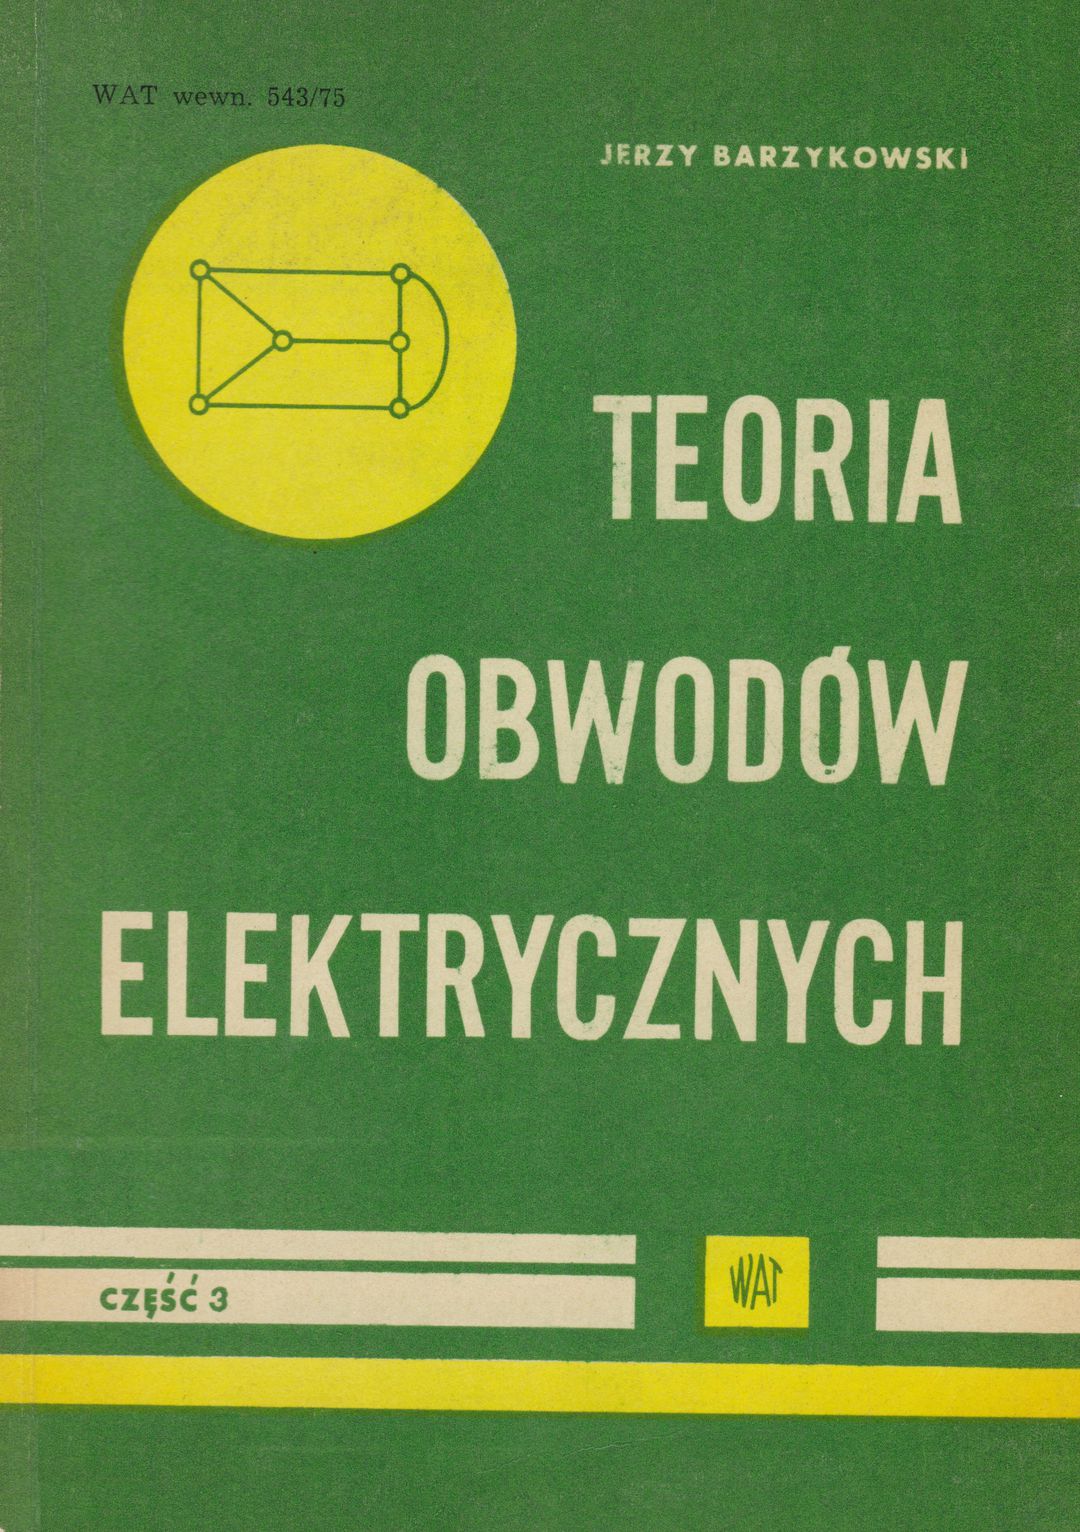 WAT wewn. 543/75
JERZY BARZYKOWSKI
TEORIA
OBWODÓW
ELEKTRYCZNYCH
CZĘŚĆ 3
WAT